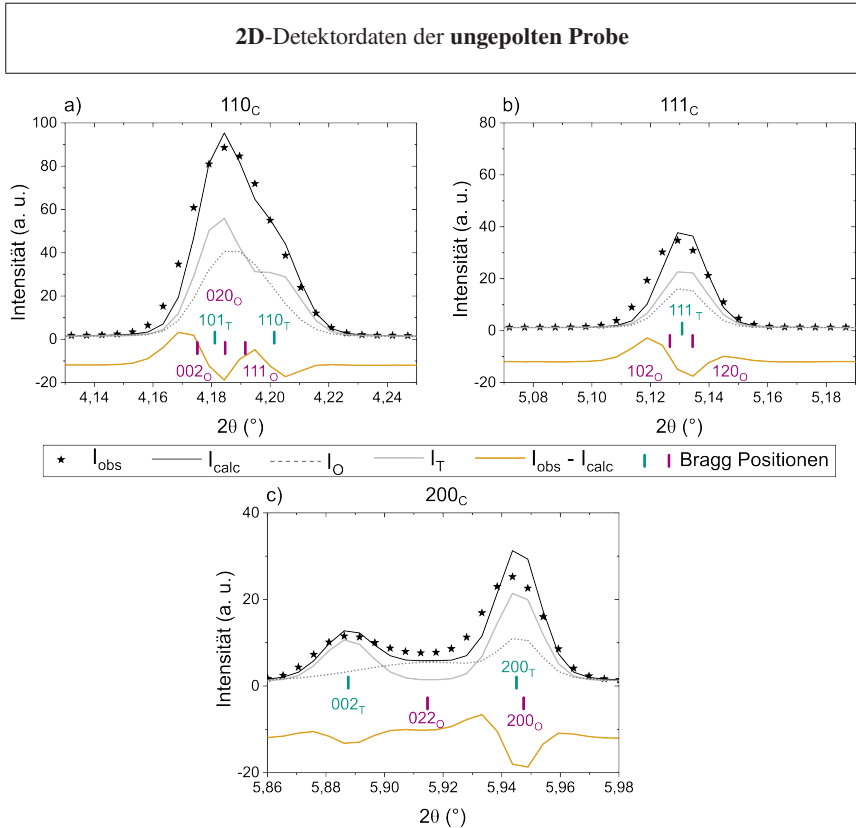 2D-Detektordaten der ungepolten Probe
a) 110C
b) 111C
Intensität (a. u.)
100
80
60
40
20
0
-20
020O
101T 110T
002O 111O
4,14 4,16 4,18 4,20 4,22 4,24
2θ (°)
Intensität (a. u.)
80
60
40
20
0
-20
111T
102O 120O
5,08 5,10 5,12 5,14 5,16 5,18
2θ (°)
Iobs Icalc IO IT Iobs - Icalc Bragg Positionen
c) 200C
Intensität (a. u.)
40
30
20
10
0
-10
-20
200T
002T 022O 200O
5,86 5,88 5,90 5,92 5,94 5,96 5,98
2θ (°)